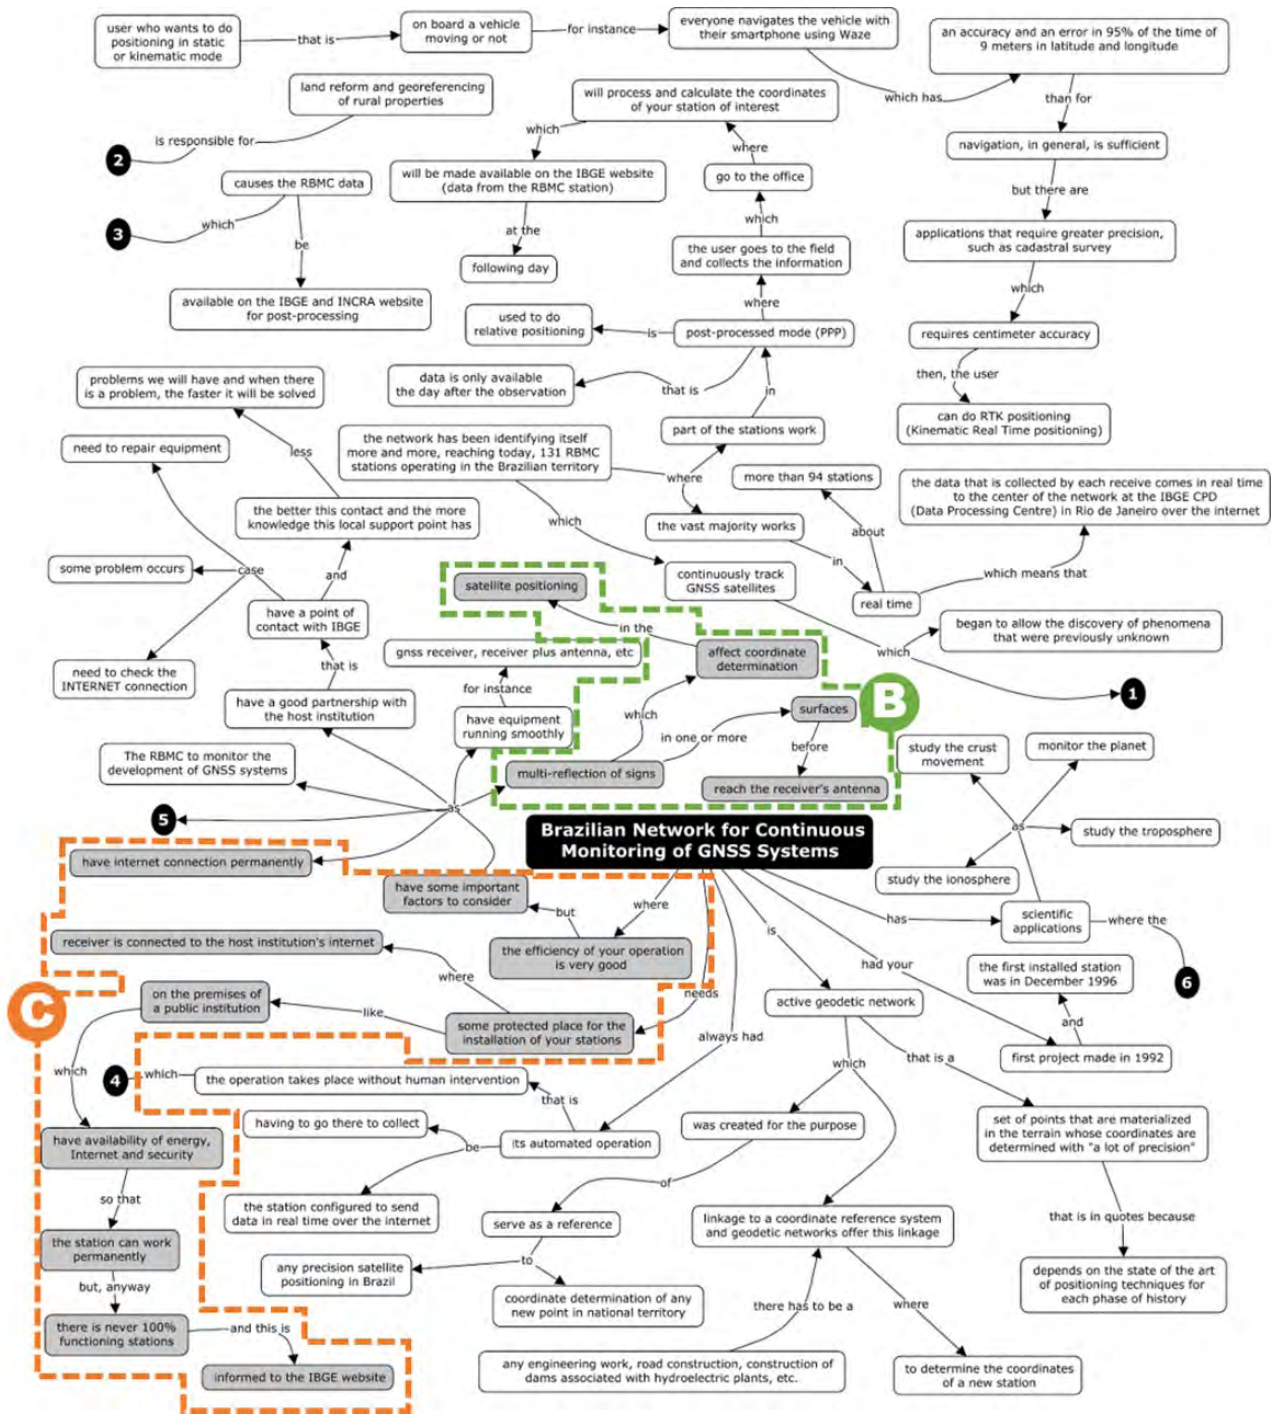 user who wants to do
positioning in static
or kinematic mode
that is
on board a vehicle
moving or not
for instance
everyone navigates the vehicle with
their smartphone using Waze
which has
an accuracy and an error in 95% of the time of
9 meters in latitude and longitude
than for
navigation, in general, is sufficient
but there are
applications that require greater precision,
such as cadastral survey
which
requires centimeter accuracy
then, the user
can do RTK positioning
(Kinematic Real Time positioning)
land reform and georeferencing
of rural properties
is responsible for
2
causes the RBMC data
which
3
be
available on the IBGE and INCRA website
for post-processing
will process and calculate the coordinates
of your station of interest
which
where
will be made available on the IBGE website
(data from the RBMC station)
at the
following day
go to the office
which
the user goes to the field
and collects the information
where
used to do
relative positioning
is
post-processed mode (PPP)
data is only available
the day after the observation
that is
in
part of the stations work
problems we will have and when there
is a problem, the faster it will be solved
less
need to repair equipment
the network has been identifying itself
more and more, reaching today, 131 RBMC
stations operating in the Brazilian territory
where
which
more than 94 stations
about
the data that is collected by each receive comes in real time
to the center of the network at the IBGE CPD
(Data Processing Centre) in Rio de Janeiro over the internet
which means that
the better this contact and the more
knowledge this local support point has
the vast majority works
in
real time
some problem occurs
case
and
have a point of
contact with IBGE
need to check the
INTERNET connection
that is
have a good partnership with
the host institution
satellite positioning
in the
continuously track
GNSS satellites
which
began to allow the discovery of phenomena
that were previously unknown
1
gnss receiver, receiver plus antenna, etc
for instance
have equipment
running smoothly
affect coordinate
determination
which
B
surfaces
in one or more
before
multi-reflection of signs
reach the receiver's antenna
The RBMC to monitor the
development of GNSS systems
5
as
study the crust
movement
monitor the planet
as
study the troposphere
study the ionosphere
Brazilian Network for Continuous
Monitoring of GNSS Systems
have internet connection permanently
have some important
factors to consider
but
where
the efficiency of your operation
is very good
receiver is connected to the host institution's internet
where
has
scientific
applications
where the
6
is
had your
the first installed station
was in December 1996
and
first project made in 1992
C
on the premises of
a public institution
like
some protected place for the
installation of your stations
needs
always had
active geodetic network
that is a
which
which
4
which
the operation takes place without human intervention
that is
having to go there to collect
be
its automated operation
the station configured to send
data in real time over the internet
was created for the purpose
of
serve as a reference
to
any precision satellite
positioning in Brazil
coordinate determination of any
new point in national territory
set of points that are materialized
in the terrain whose coordinates are
determined with "a lot of precision"
that is in quotes because
depends on the state of the art
of positioning techniques for
each phase of history
linkage to a coordinate reference system
and geodetic networks offer this linkage
there has to be a
where
any engineering work, road construction, construction of
dams associated with hydroelectric plants, etc.
to determine the coordinates
of a new station
have availability of energy,
Internet and security
so that
the station can work
permanently
but, anyway
there is never 100%
functioning stations
and this is
informed to the IBGE website